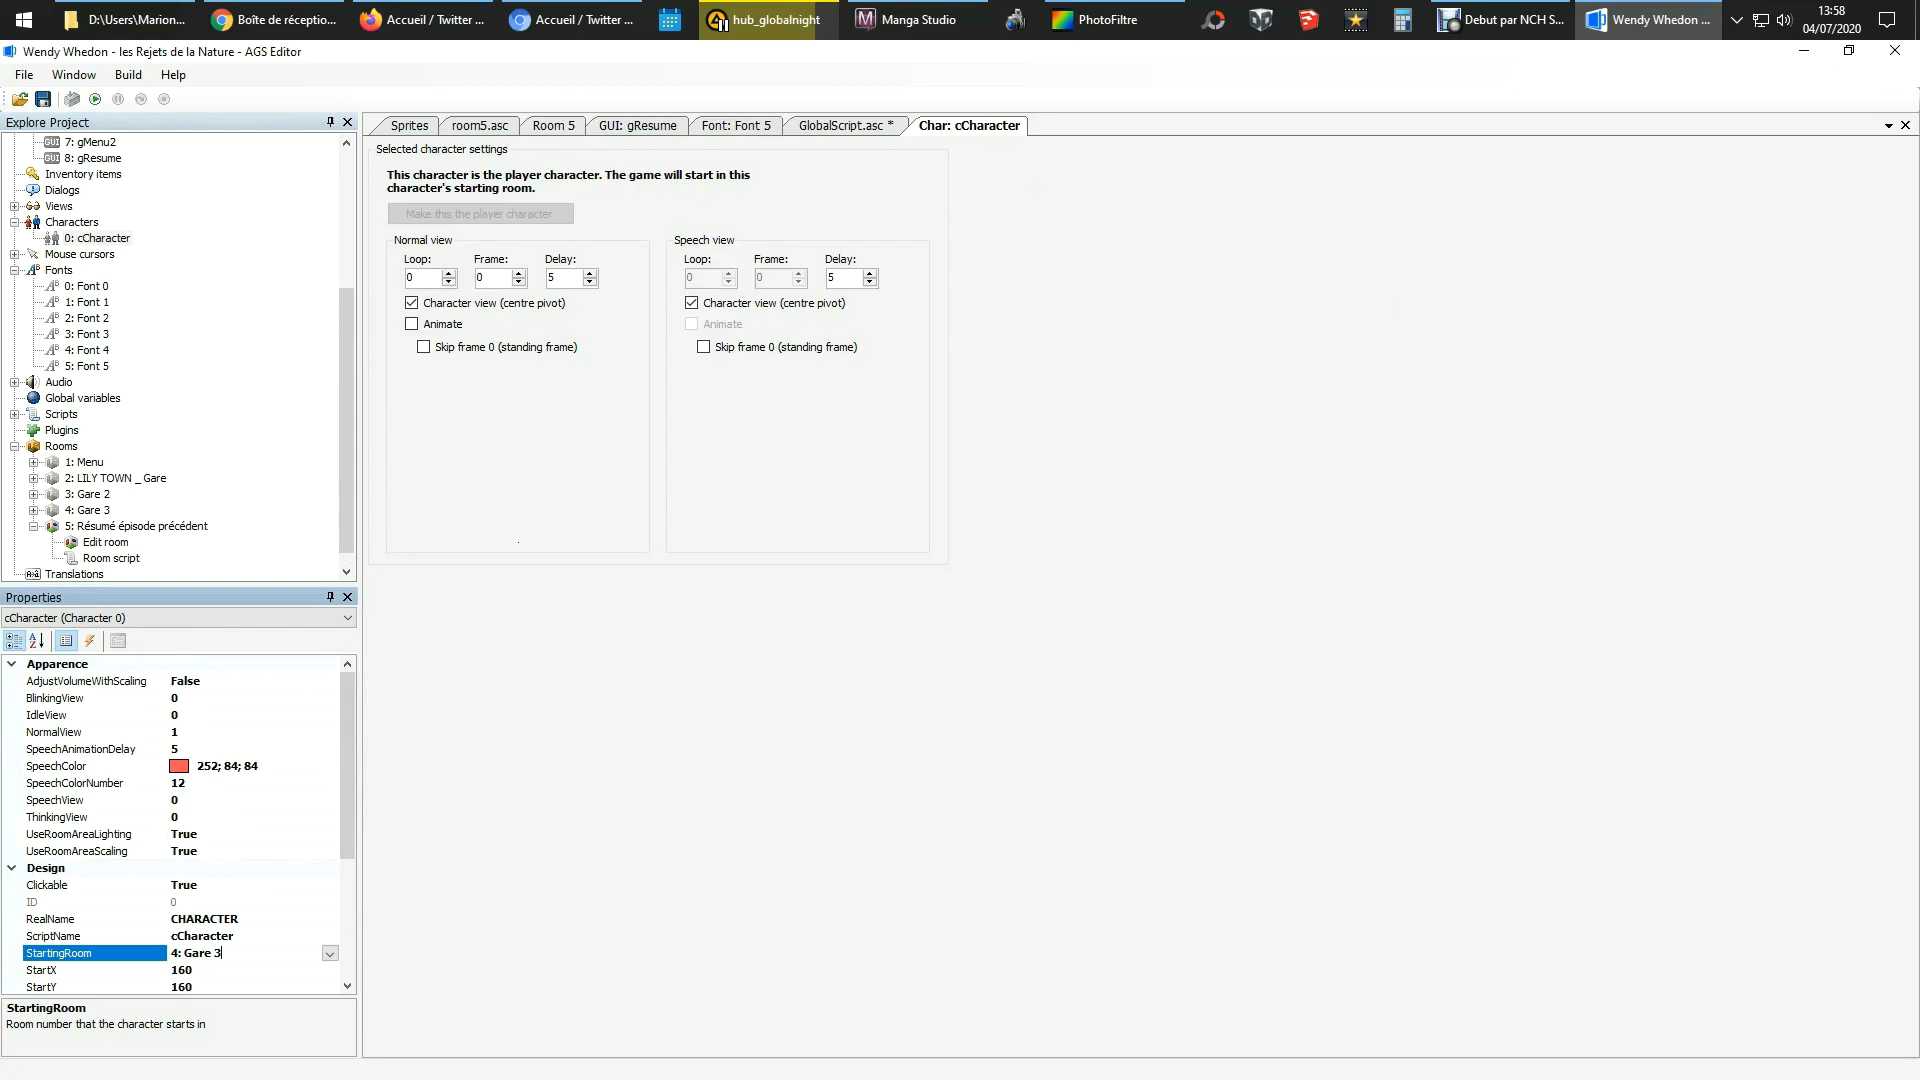 D:\Users\Marion...
Boîte de réceptio...
Accueil / Twitter ...
Accueil / Twitter ...
hub_globalnight
Manga Studio
PhotoFiltre
Debut par NCH S...
Wendy Whedon ...
13:58
04/07/2020
Wendy Whedon - les Rejets de la Nature - AGS Editor
File Window Build Help
Explore Project
Sprites
room5.asc
Room 5
GUI: gResume
Font: Font 5
GlobalScript.asc *
Char: cCharacter
GUI 7: gMenu2
GUI 8: gResume
Inventory items
Dialogs
Views
Characters
0: cCharacter
Mouse cursors
Fonts
0: Font 0
1: Font 1
2: Font 2
3: Font 3
4: Font 4
5: Font 5
Audio
Global variables
Scripts
Plugins
Rooms
1: Menu
2: LILY TOWN _ Gare
3: Gare 2
4: Gare 3
5: Résumé épisode précédent
Edit room
Room script
Translations
Selected character settings
This character is the player character. The game will start in this
character's starting room.
Make this the player character
Normal view
Loop: Frame: Delay:
0 0 5
Character view (centre pivot)
Animate
Skip frame 0 (standing frame)
Speech view
Loop: Frame: Delay:
0 0 5
Character view (centre pivot)
Animate
Skip frame 0 (standing frame)
Properties
cCharacter (Character 0)
Apparence
AdjustVolumeWithScaling False
BlinkingView 0
IdleView 0
NormalView 1
SpeechAnimationDelay 5
SpeechColor 252; 84; 84
SpeechColorNumber 12
SpeechView 0
ThinkingView 0
UseRoomAreaLighting True
UseRoomAreaScaling True
Design
Clickable True
ID 0
RealName CHARACTER
ScriptName cCharacter
StartingRoom 4: Gare 3
StartX 160
StartY 160
StartingRoom
Room number that the character starts in